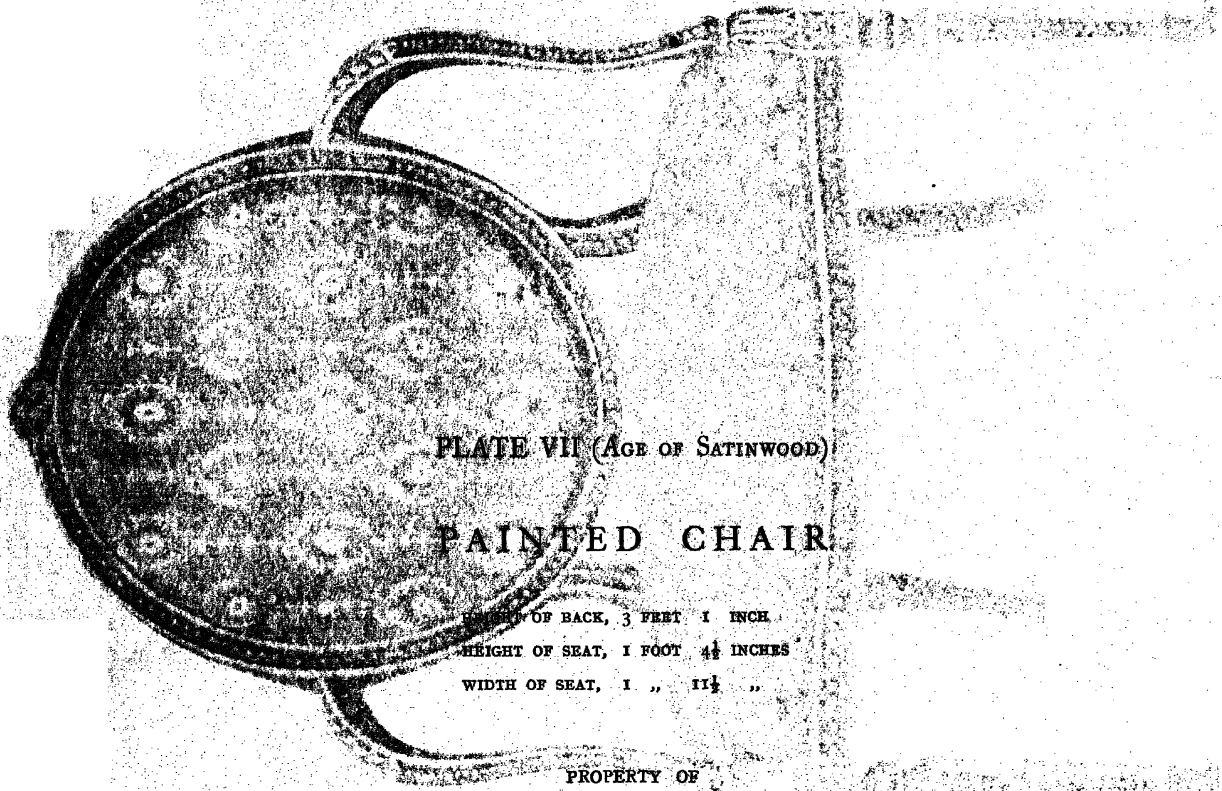 PLATE VII (AGE OF SATINWOOD)
PAINTED CHAIR
OF BACK, 3 FEET 1 INCH
HEIGHT OF SEAT, 1 FOOT 4½ INCHES
WIDTH OF SEAT, 1 „ 11½ „
PROPERTY OF